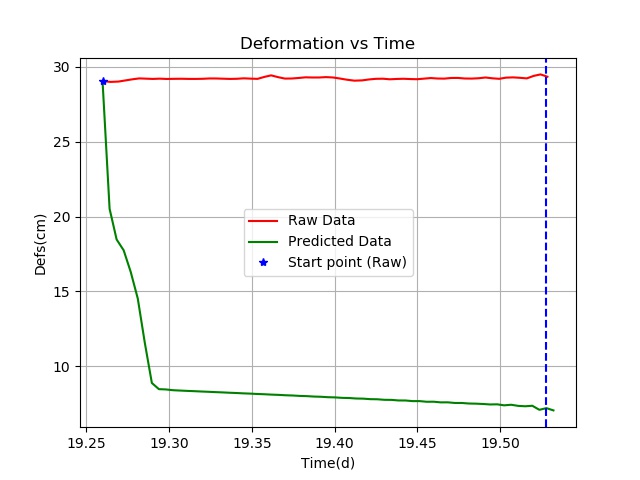 Deformation vs Time
Defs(cm)
30
25
20
15
10
Raw Data
Predicted Data
Start point (Raw)
19.25 19.30 19.35 19.40 19.45 19.50
Time(d)